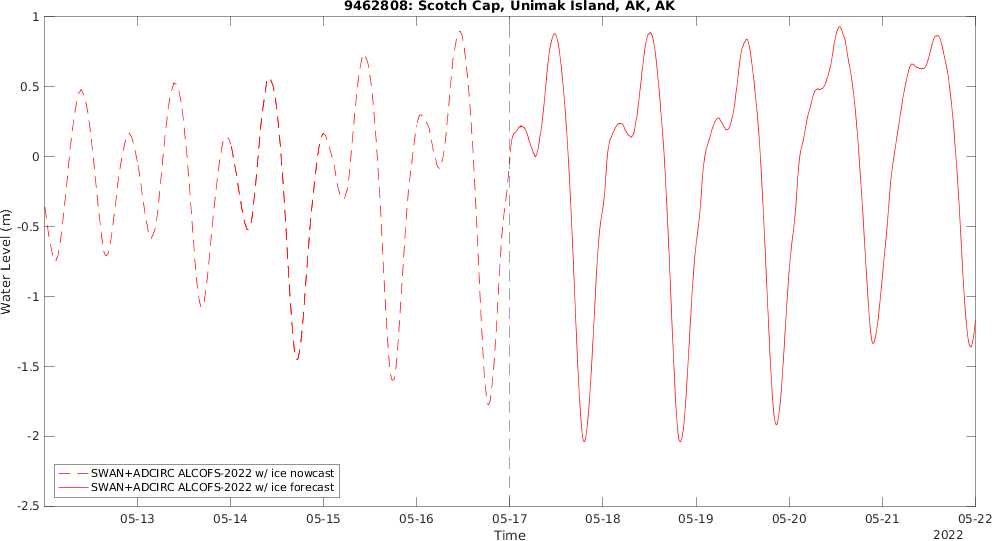 9462808: Scotch Cap, Unimak Island, AK, AK
Water Level (m)
1
0.5
0
-0.5
-1
-1.5
-2
-2.5
SWAN+ADCIRC ALCOFS-2022 w/ ice nowcast
SWAN+ADCIRC ALCOFS-2022 w/ ice forecast
05-13 05-14 05-15 05-16 05-17 05-18 05-19 05-20 05-21 05-22
Time
2022